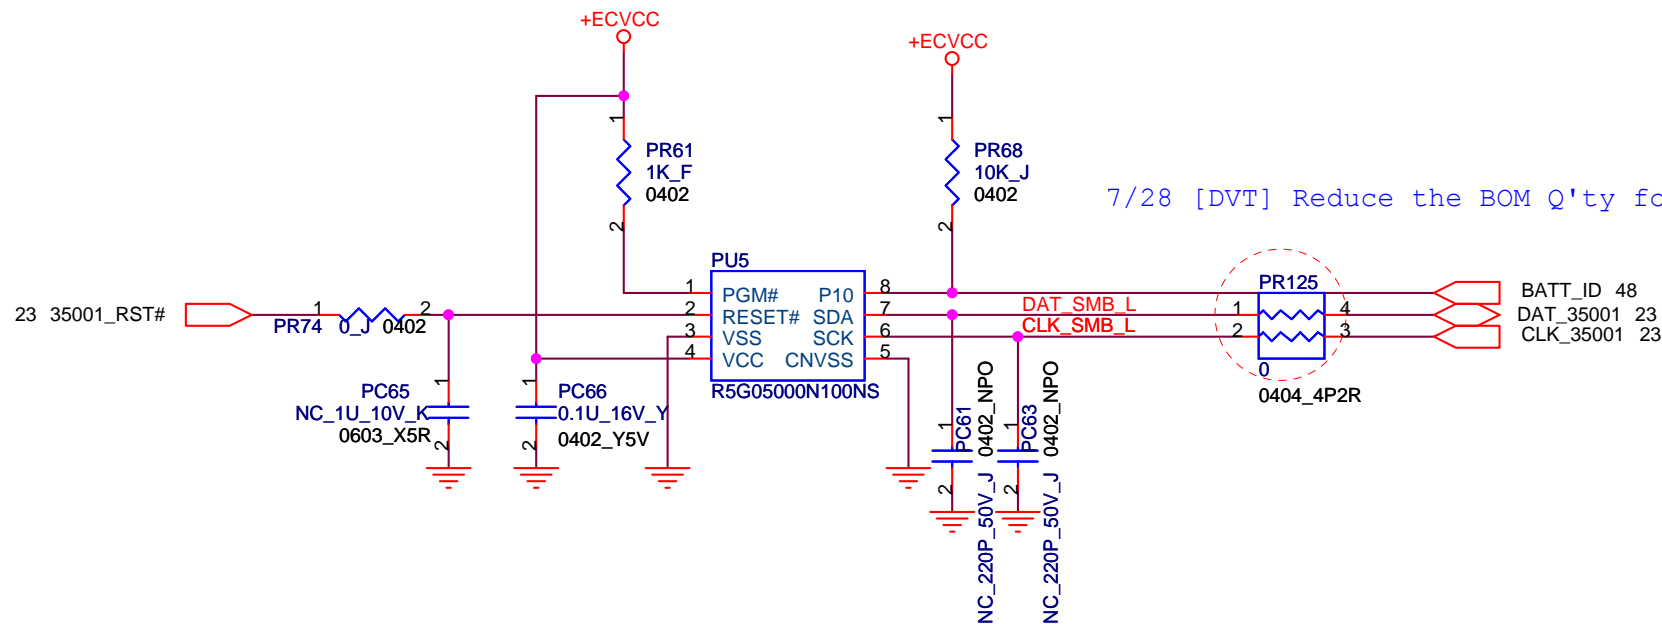 +ECVCC
+ECVCC
1
PR61
1K_F
0402
2
1
PR68
10K_J
0402
2
7/28 [DVT] Reduce the BOM Q'ty
PU5
1 PGM# P10 8
2 RESET# SDA 7
3 VSS SCK 6
4 VCC CNVSS 5
R5G05000N100NS
23 35001_RST#
1 2
PR74 0_J 0402
1
PC65
NC_1U_10V_K
0603_X5R
2
1
PC66
0.1U_16V_Y
0402_Y5V
2
DAT_SMB_L
CLK_SMB_L
PR125
1 4
2 3
0
0404_4P2R
BATT_ID 48
DAT_35001 23
CLK_35001 23
1
2
PC61
NC_220P_50V_J 0402_NPO
1
2
PC63
NC_220P_50V_J 0402_NPO